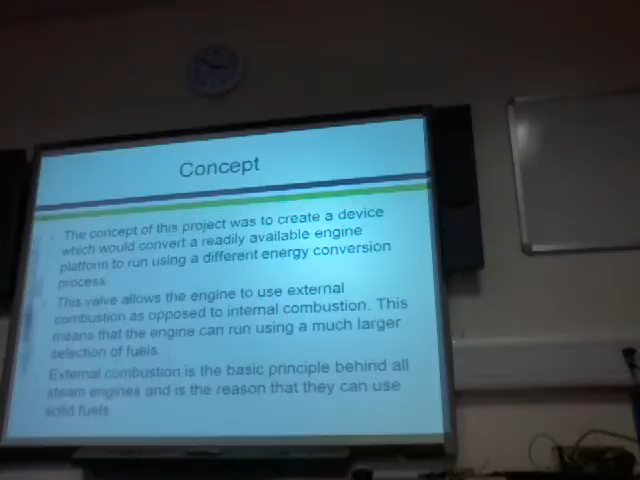 Concept
The concept of this project was to create a device
which would convert a readily available engine
platform to run using a different energy conversion
process.
This valve allows the engine to use external
combustion as opposed to internal combustion. This
means that the engine can run using a much larger
selection of fuels.
External combustion is the basic principle behind all
steam engines and is the reason that they can use
solid fuels